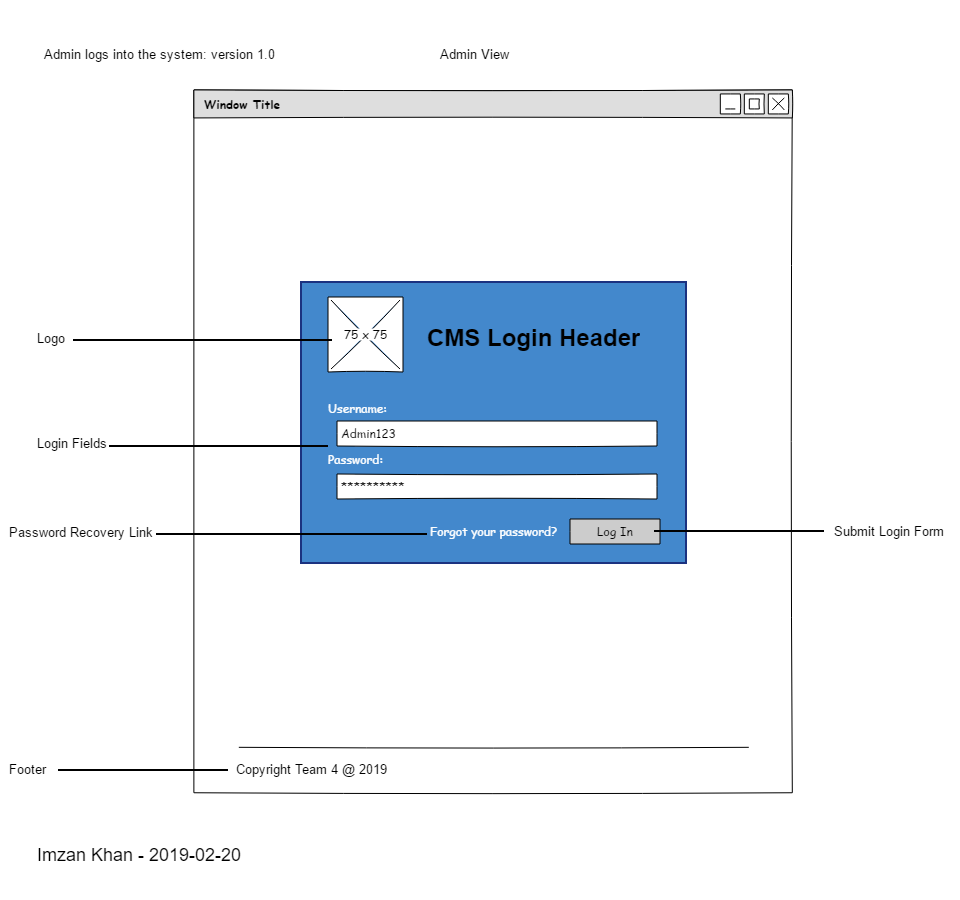 Admin logs into the system: version 1.0
Admin View
Window Title
Logo
75 x 75
CMS Login Header
Username:
Admin123
Login Fields
Password:
**********
Password Recovery Link
Forgot your password?
Log In
Submit Login Form
Footer
Copyright Team 4 @ 2019
Imzan Khan - 2019-02-20